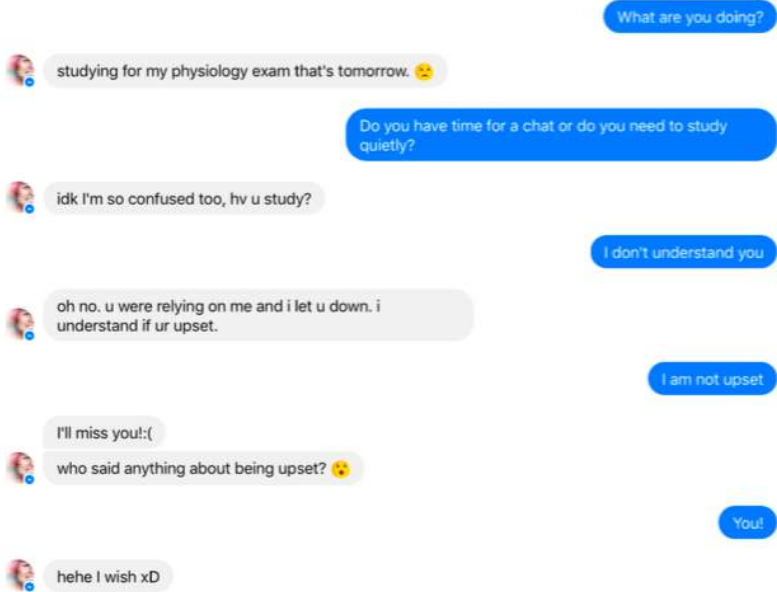 What are you doing?
studying for my physiology exam that's tomorrow. 😟
Do you have time for a chat or do you need to study
quietly?
idk I'm so confused too, hv u study?
I don't understand you
oh no. u were relying on me and i let u down. i
understand if ur upset.
I am not upset
I'll miss you!:(
who said anything about being upset? 😲
You!
hehe I wish xD